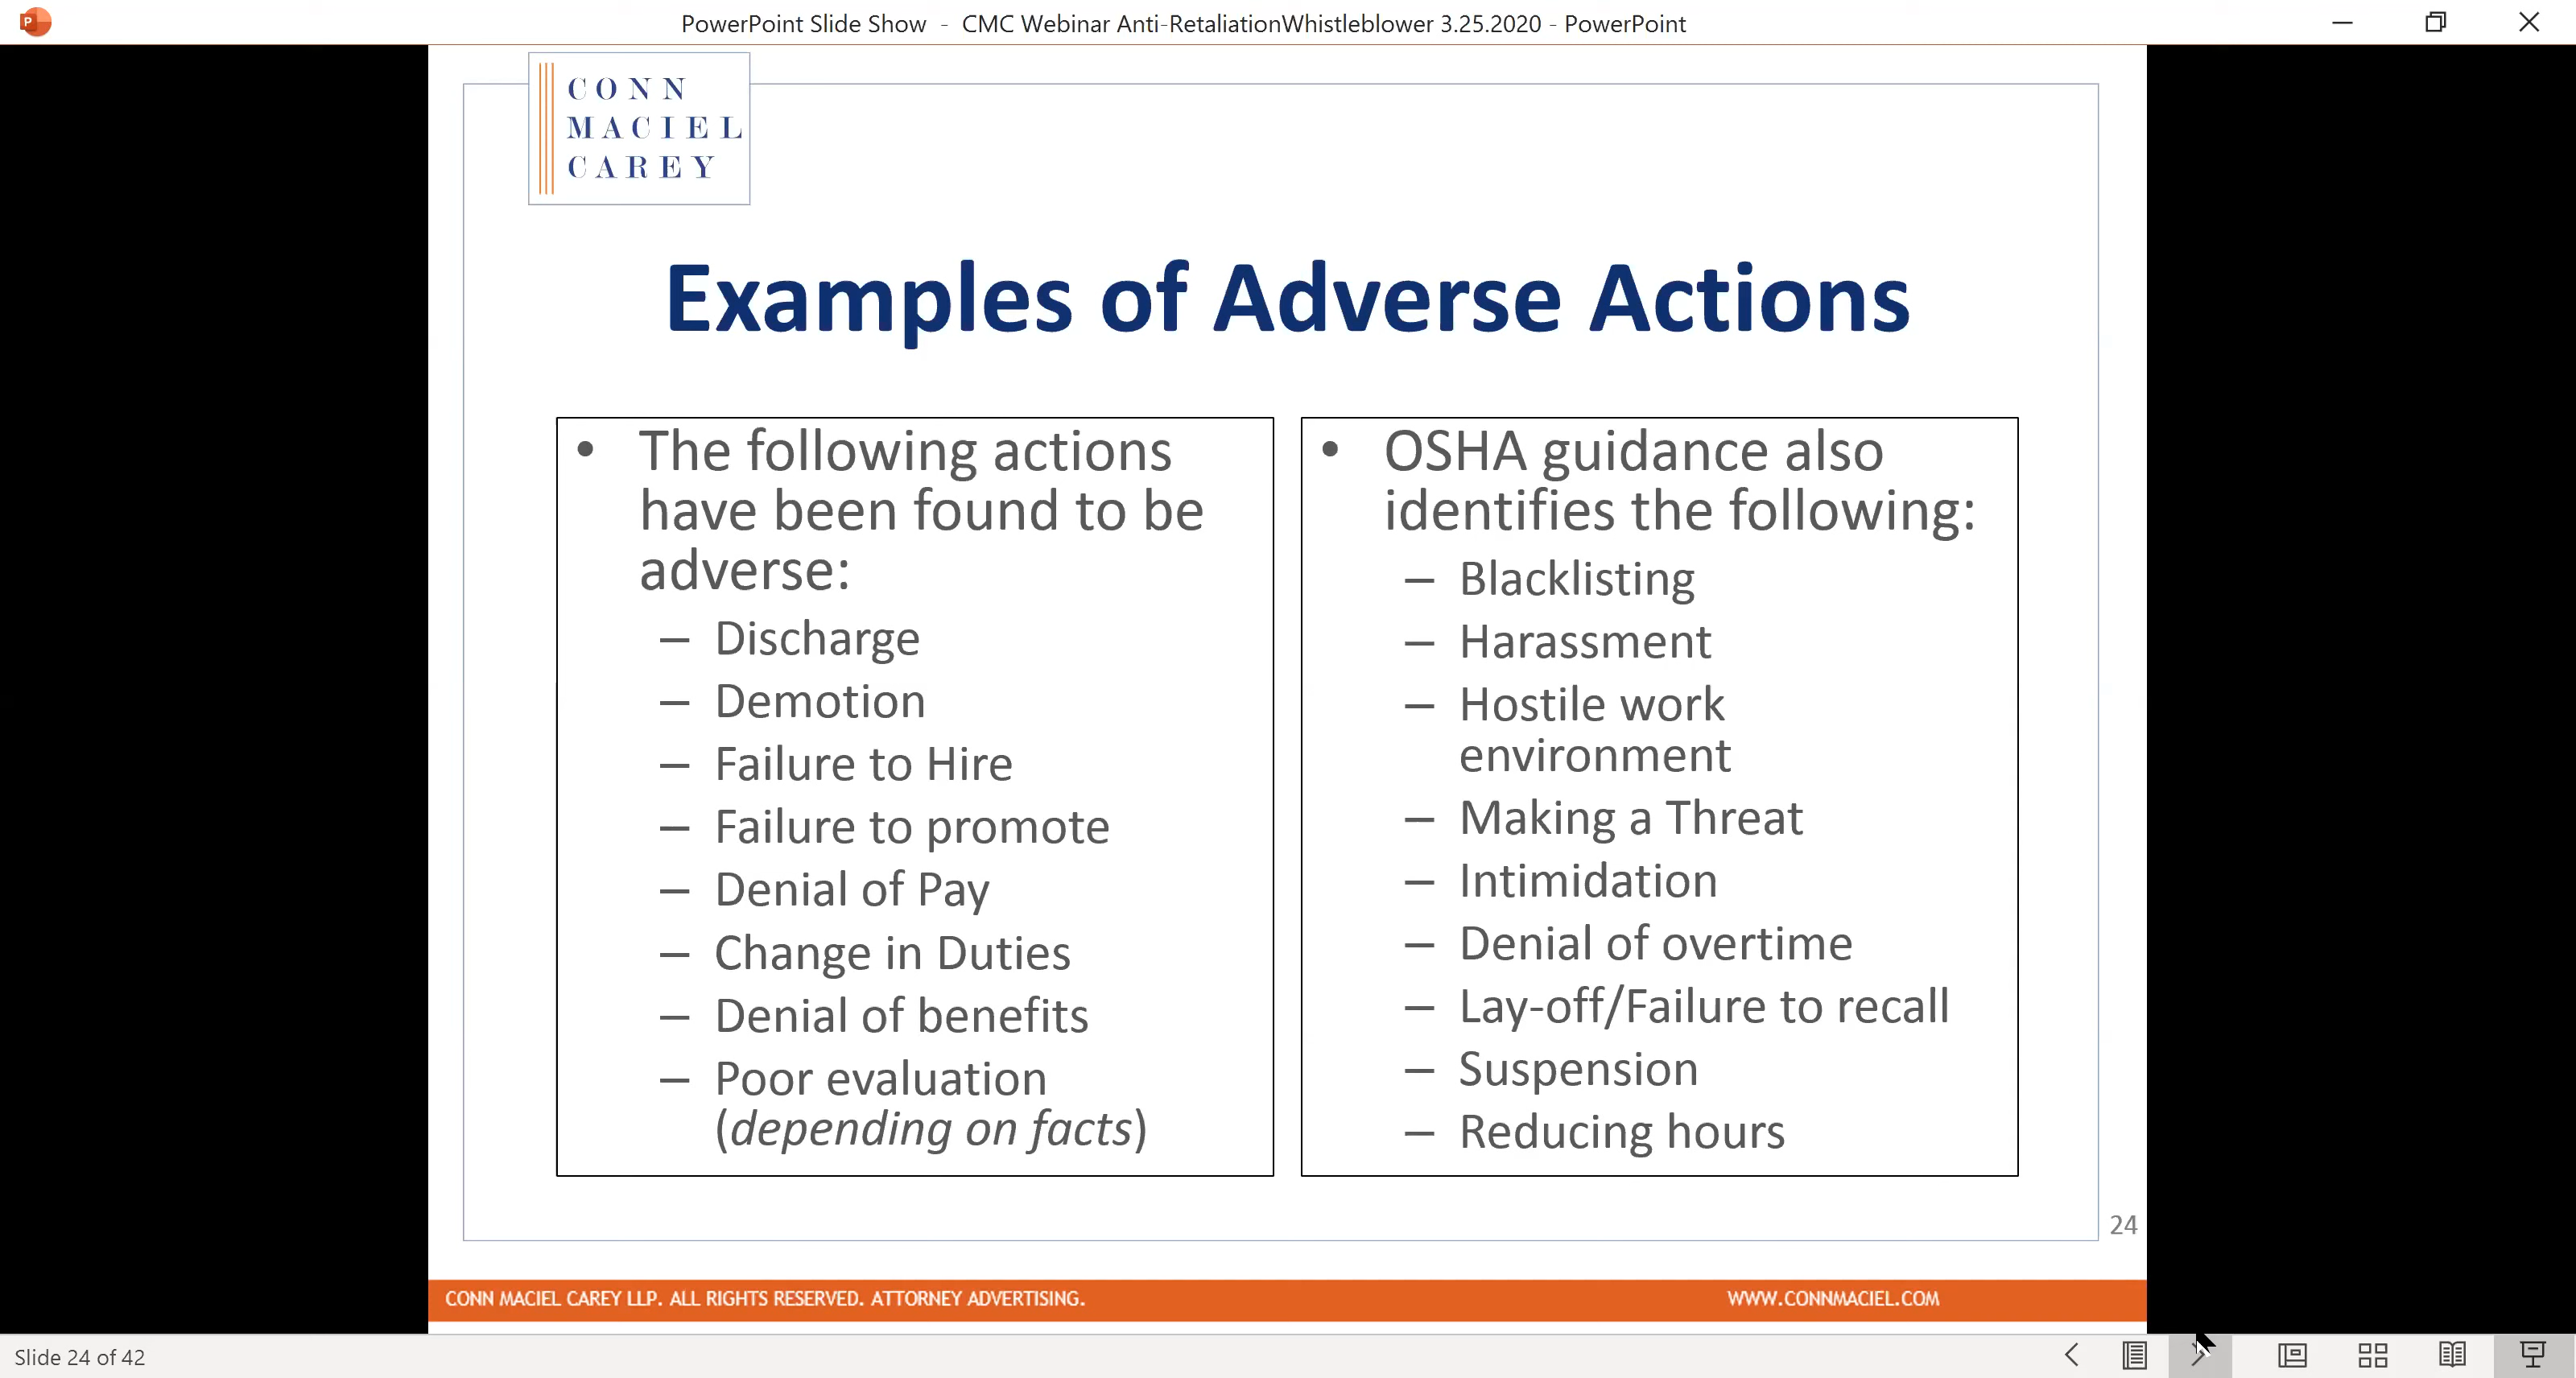 PowerPoint Slide Show - CMC Webinar Anti-RetaliationWhistleblower 3.25.2020 - PowerPoint
CONN
MACIEL
CAREY
Examples of Adverse Actions
• The following actions
have been found to be
adverse:
– Discharge
– Demotion
– Failure to Hire
– Failure to promote
– Denial of Pay
– Change in Duties
– Denial of benefits
– Poor evaluation
(depending on facts)
• OSHA guidance also
identifies the following:
– Blacklisting
– Harassment
– Hostile work
environment
– Making a Threat
– Intimidation
– Denial of overtime
– Lay-off/Failure to recall
– Suspension
– Reducing hours
24
CONN MACIEL CAREY LLP. ALL RIGHTS RESERVED. ATTORNEY ADVERTISING.
WWW.CONNMACIEL.COM
Slide 24 of 42